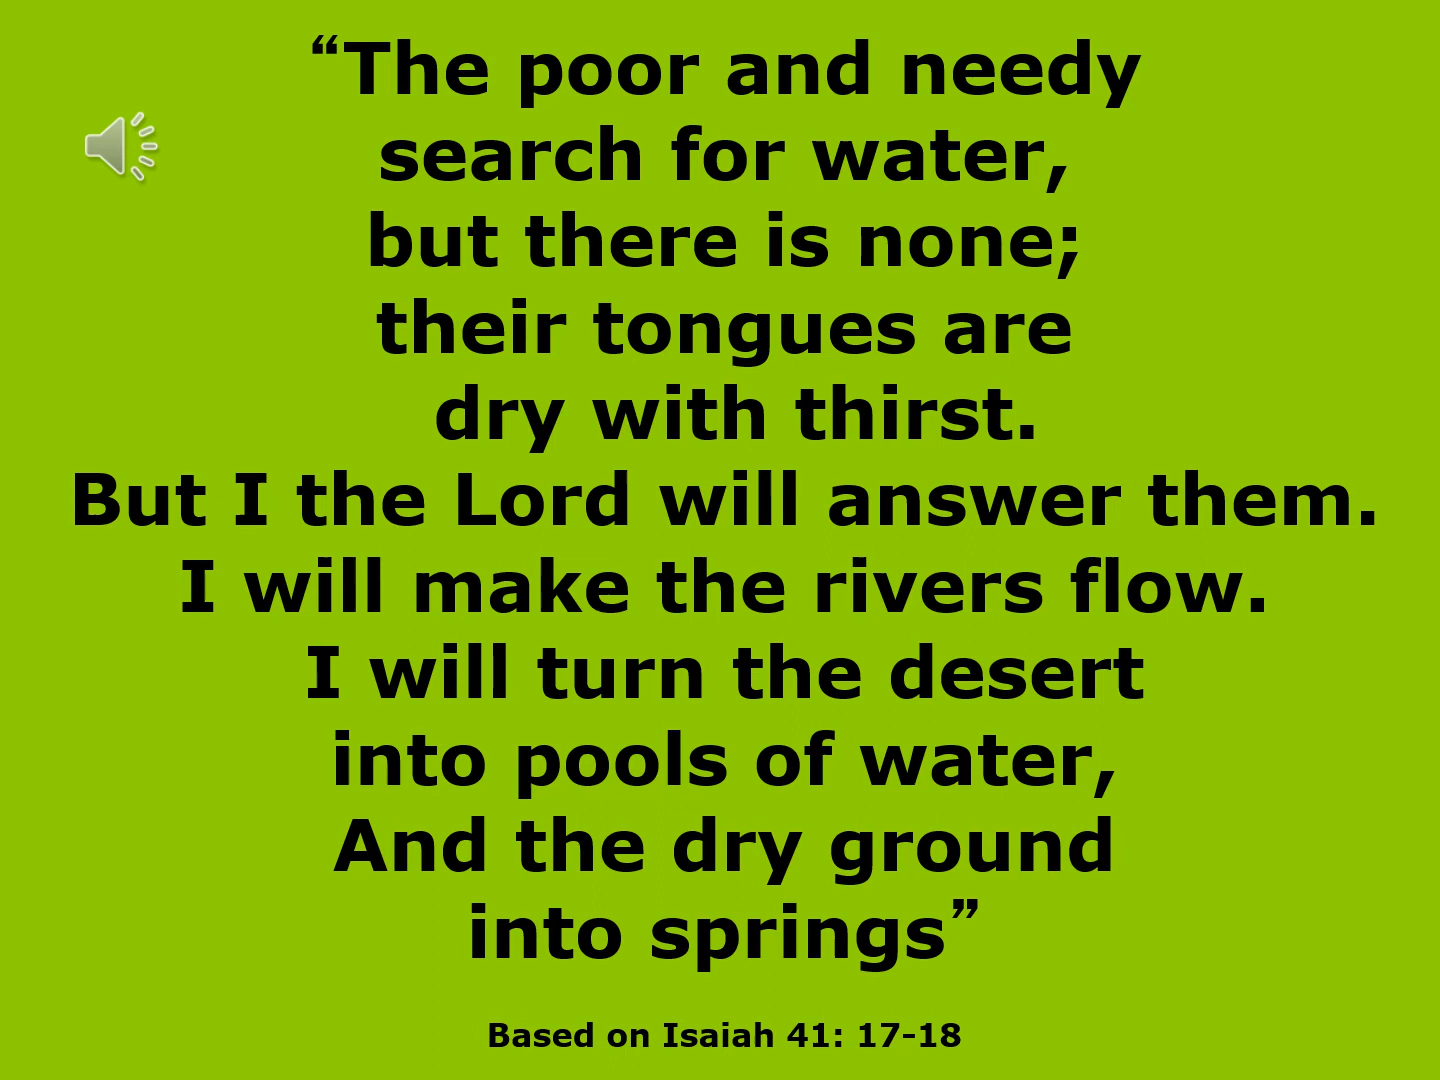 “The poor and needy
search for water,
but there is none;
their tongues are
dry with thirst.
But I the Lord will answer them.
I will make the rivers flow.
I will turn the desert
into pools of water,
And the dry ground
into springs”
Based on Isaiah 41: 17-18